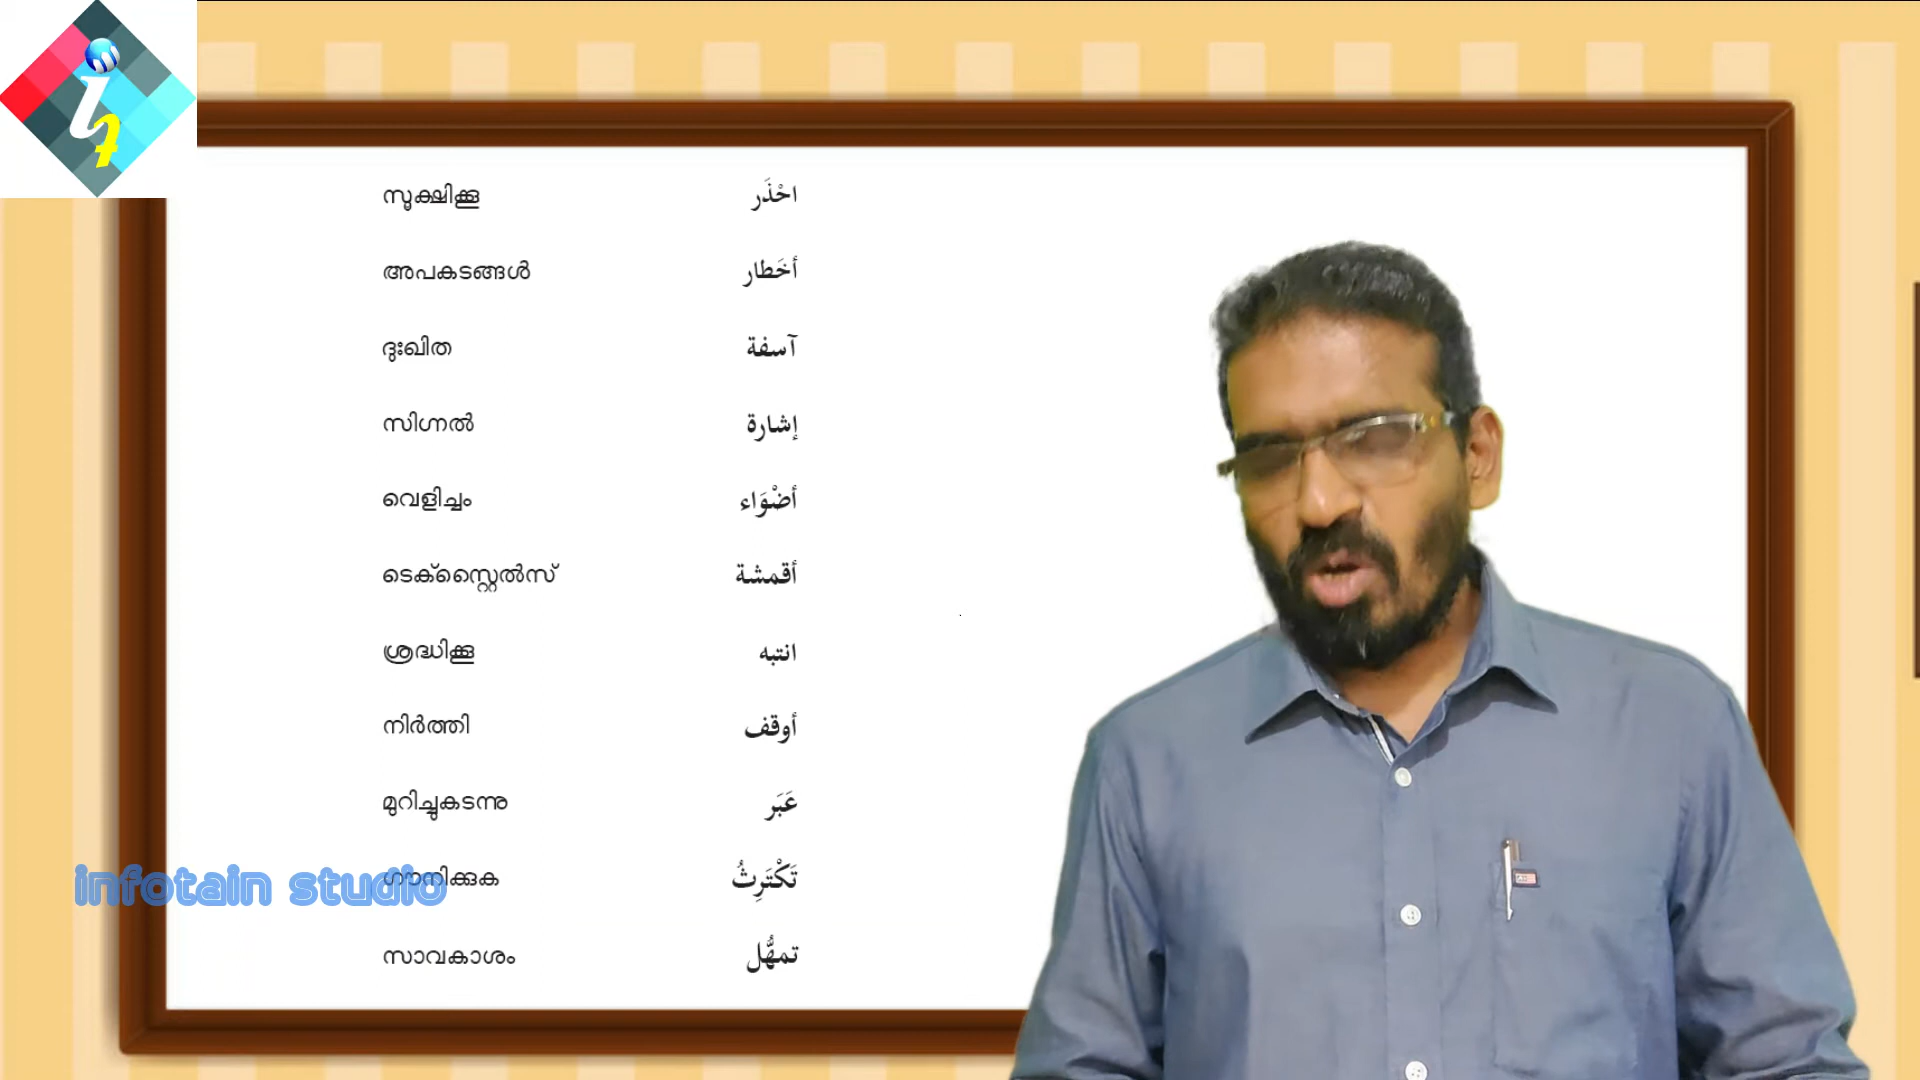 it
സൂക്ഷിക്കൂ احْذَر
അപകടങ്ങൾ أخَطار
ദുഃഖിത آسفة
സിഗ്നൽ إشارة
വെളിച്ചം أضْوَاء
ടെക്സ്റ്റൈൽസ് أقمشة
ശ്രദ്ധിക്കൂ انتبه
നിർത്തി أوقف
മുറിച്ചുകടന്നു عَبَر
ഗൗനിക്കുക تَكْتَرِثُ
infotain studio
സാവകാശം تمهُّل